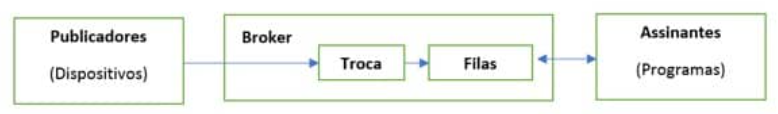 Publicadores
(Dispositivos)
Broker
Troca
Filas
Assinantes
(Programas)